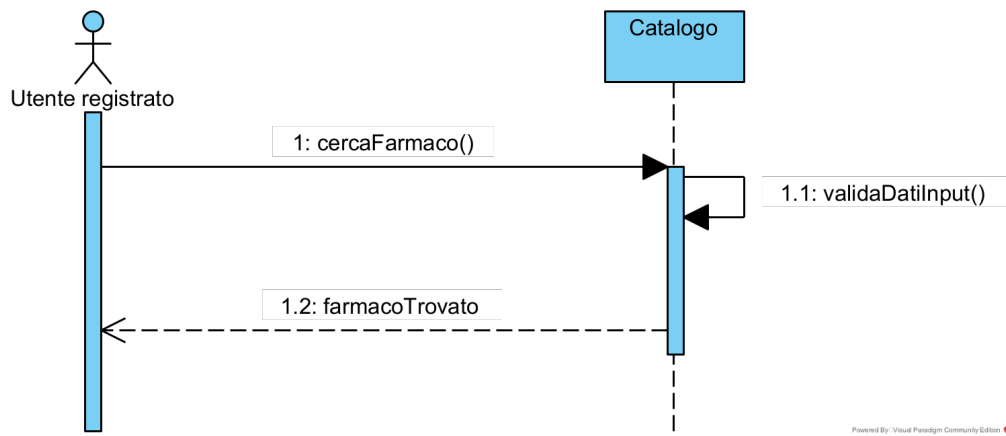 Catalogo
Utente registrato
1: cercaFarmaco()
1.1: validaDatiInput()
1.2: farmacoTrovato
Powered By: Visual Paradigm Community Edition